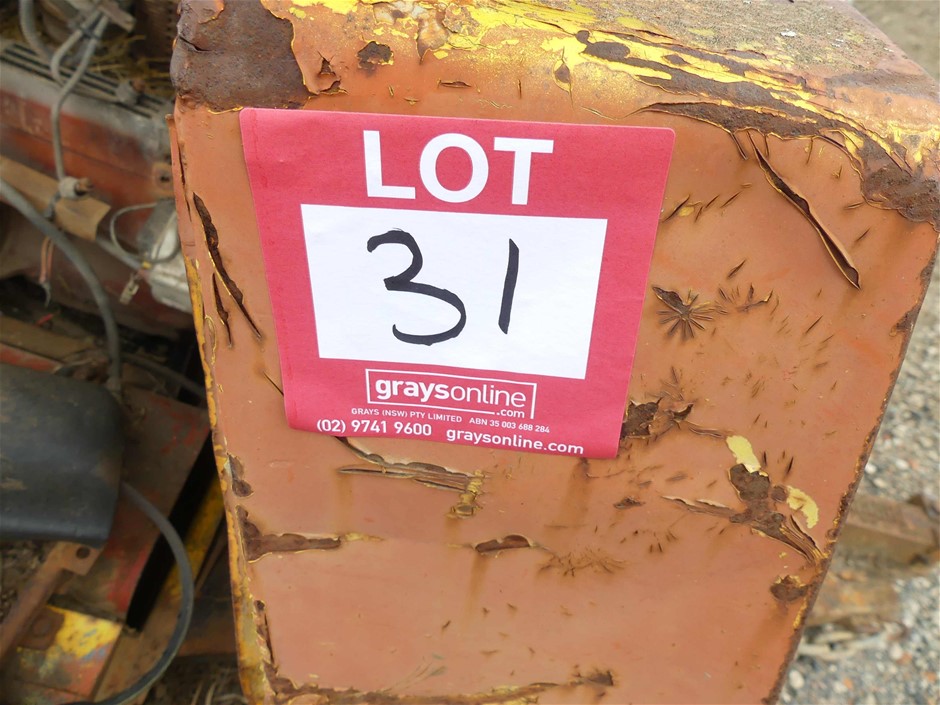 LOT
31
graysonline
.com
GRAYS (NSW) PTY LIMITED ABN 35 003 688 284
(02) 9741 9600 graysonline.com